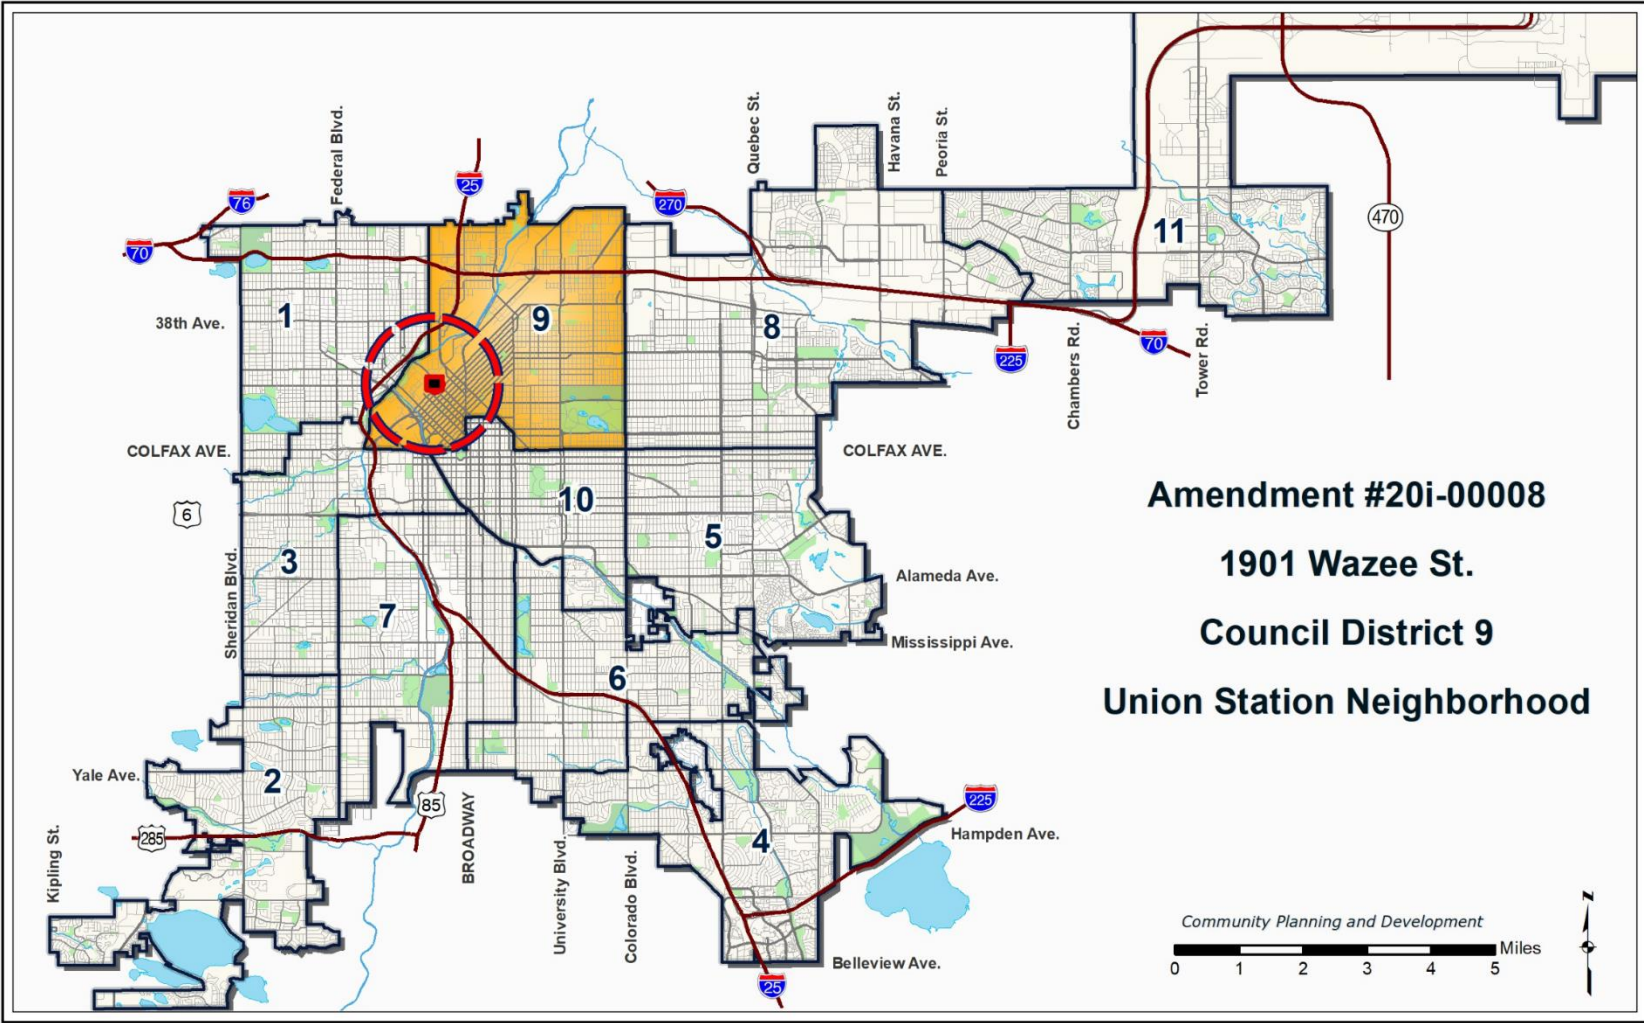 Federal Blvd.
Quebec St.
Havana St.
Peoria St.
76
25
270
70
470
11
1
9
8
38th Ave.
225
70
Chambers Rd.
Tower Rd.
COLFAX AVE.
COLFAX AVE.
6
10
5
3
7
Sheridan Blvd.
Alameda Ave.
Mississippi Ave.
6
Amendment #20i-00008
1901 Wazee St.
Council District 9
Union Station Neighborhood
Yale Ave.
2
85
225
285
BROADWAY
4
Hampden Ave.
Kipling St.
University Blvd.
Colorado Blvd.
Belleview Ave.
25
Community Planning and Development
Miles
0 1 2 3 4 5
N